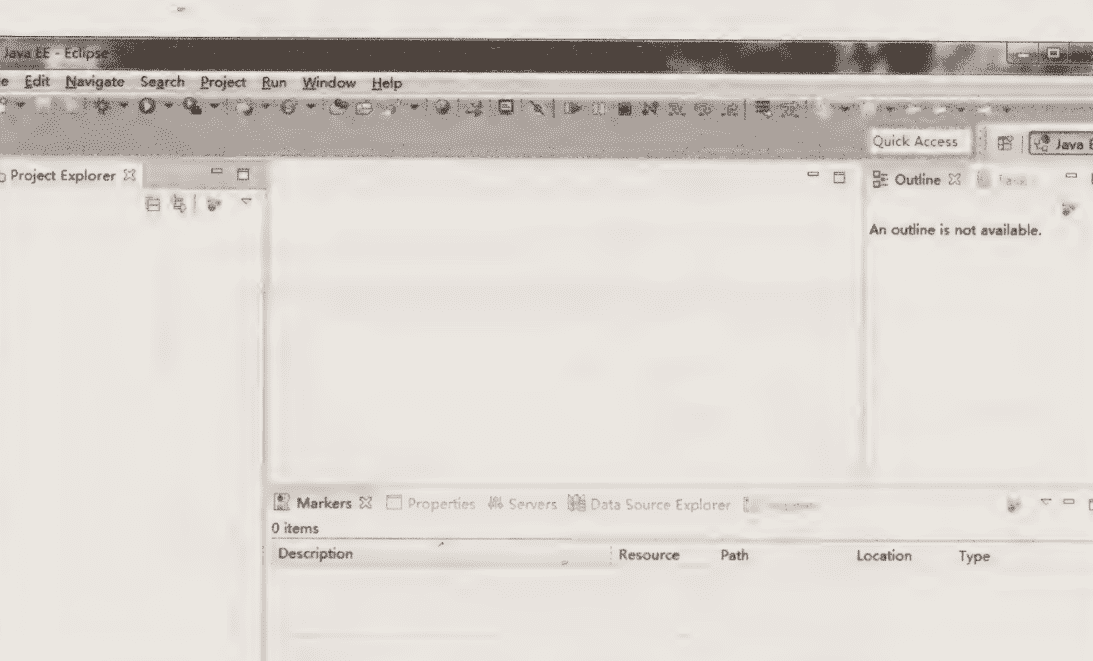 Java EE - Eclipse
e Edit Navigate Search Project Run Window Help
Quick Access
Java E
Project Explorer
Outline
An outline is not available.
Markers Properties Servers Data Source Explorer
0 items
Description Resource Path Location Type